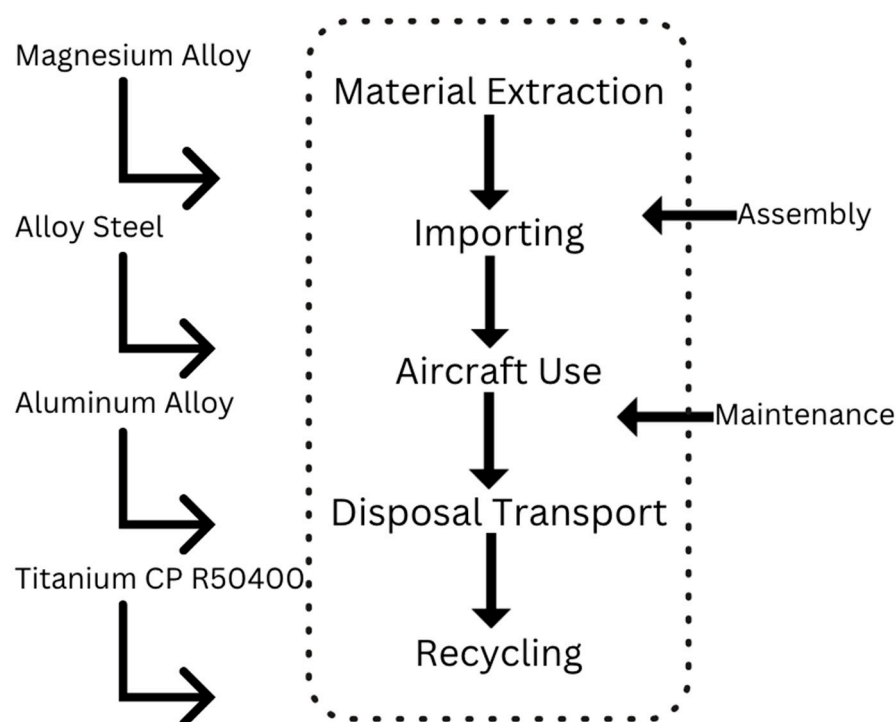 Magnesium Alloy
Alloy Steel
Aluminum Alloy
Titanium CP R50400
Material Extraction
Importing
Aircraft Use
Disposal Transport
Recycling
Assembly
Maintenance